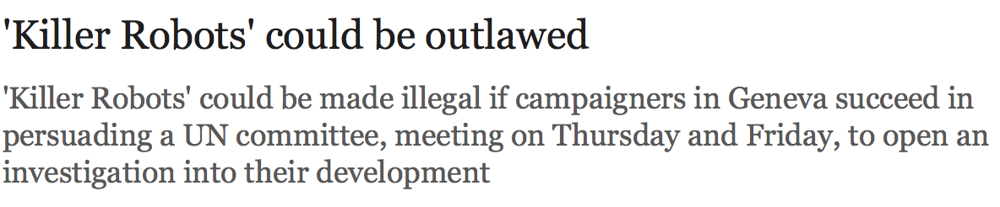 'Killer Robots' could be outlawed
'Killer Robots' could be made illegal if campaigners in Geneva succeed in
persuading a UN committee, meeting on Thursday and Friday, to open an
investigation into their development